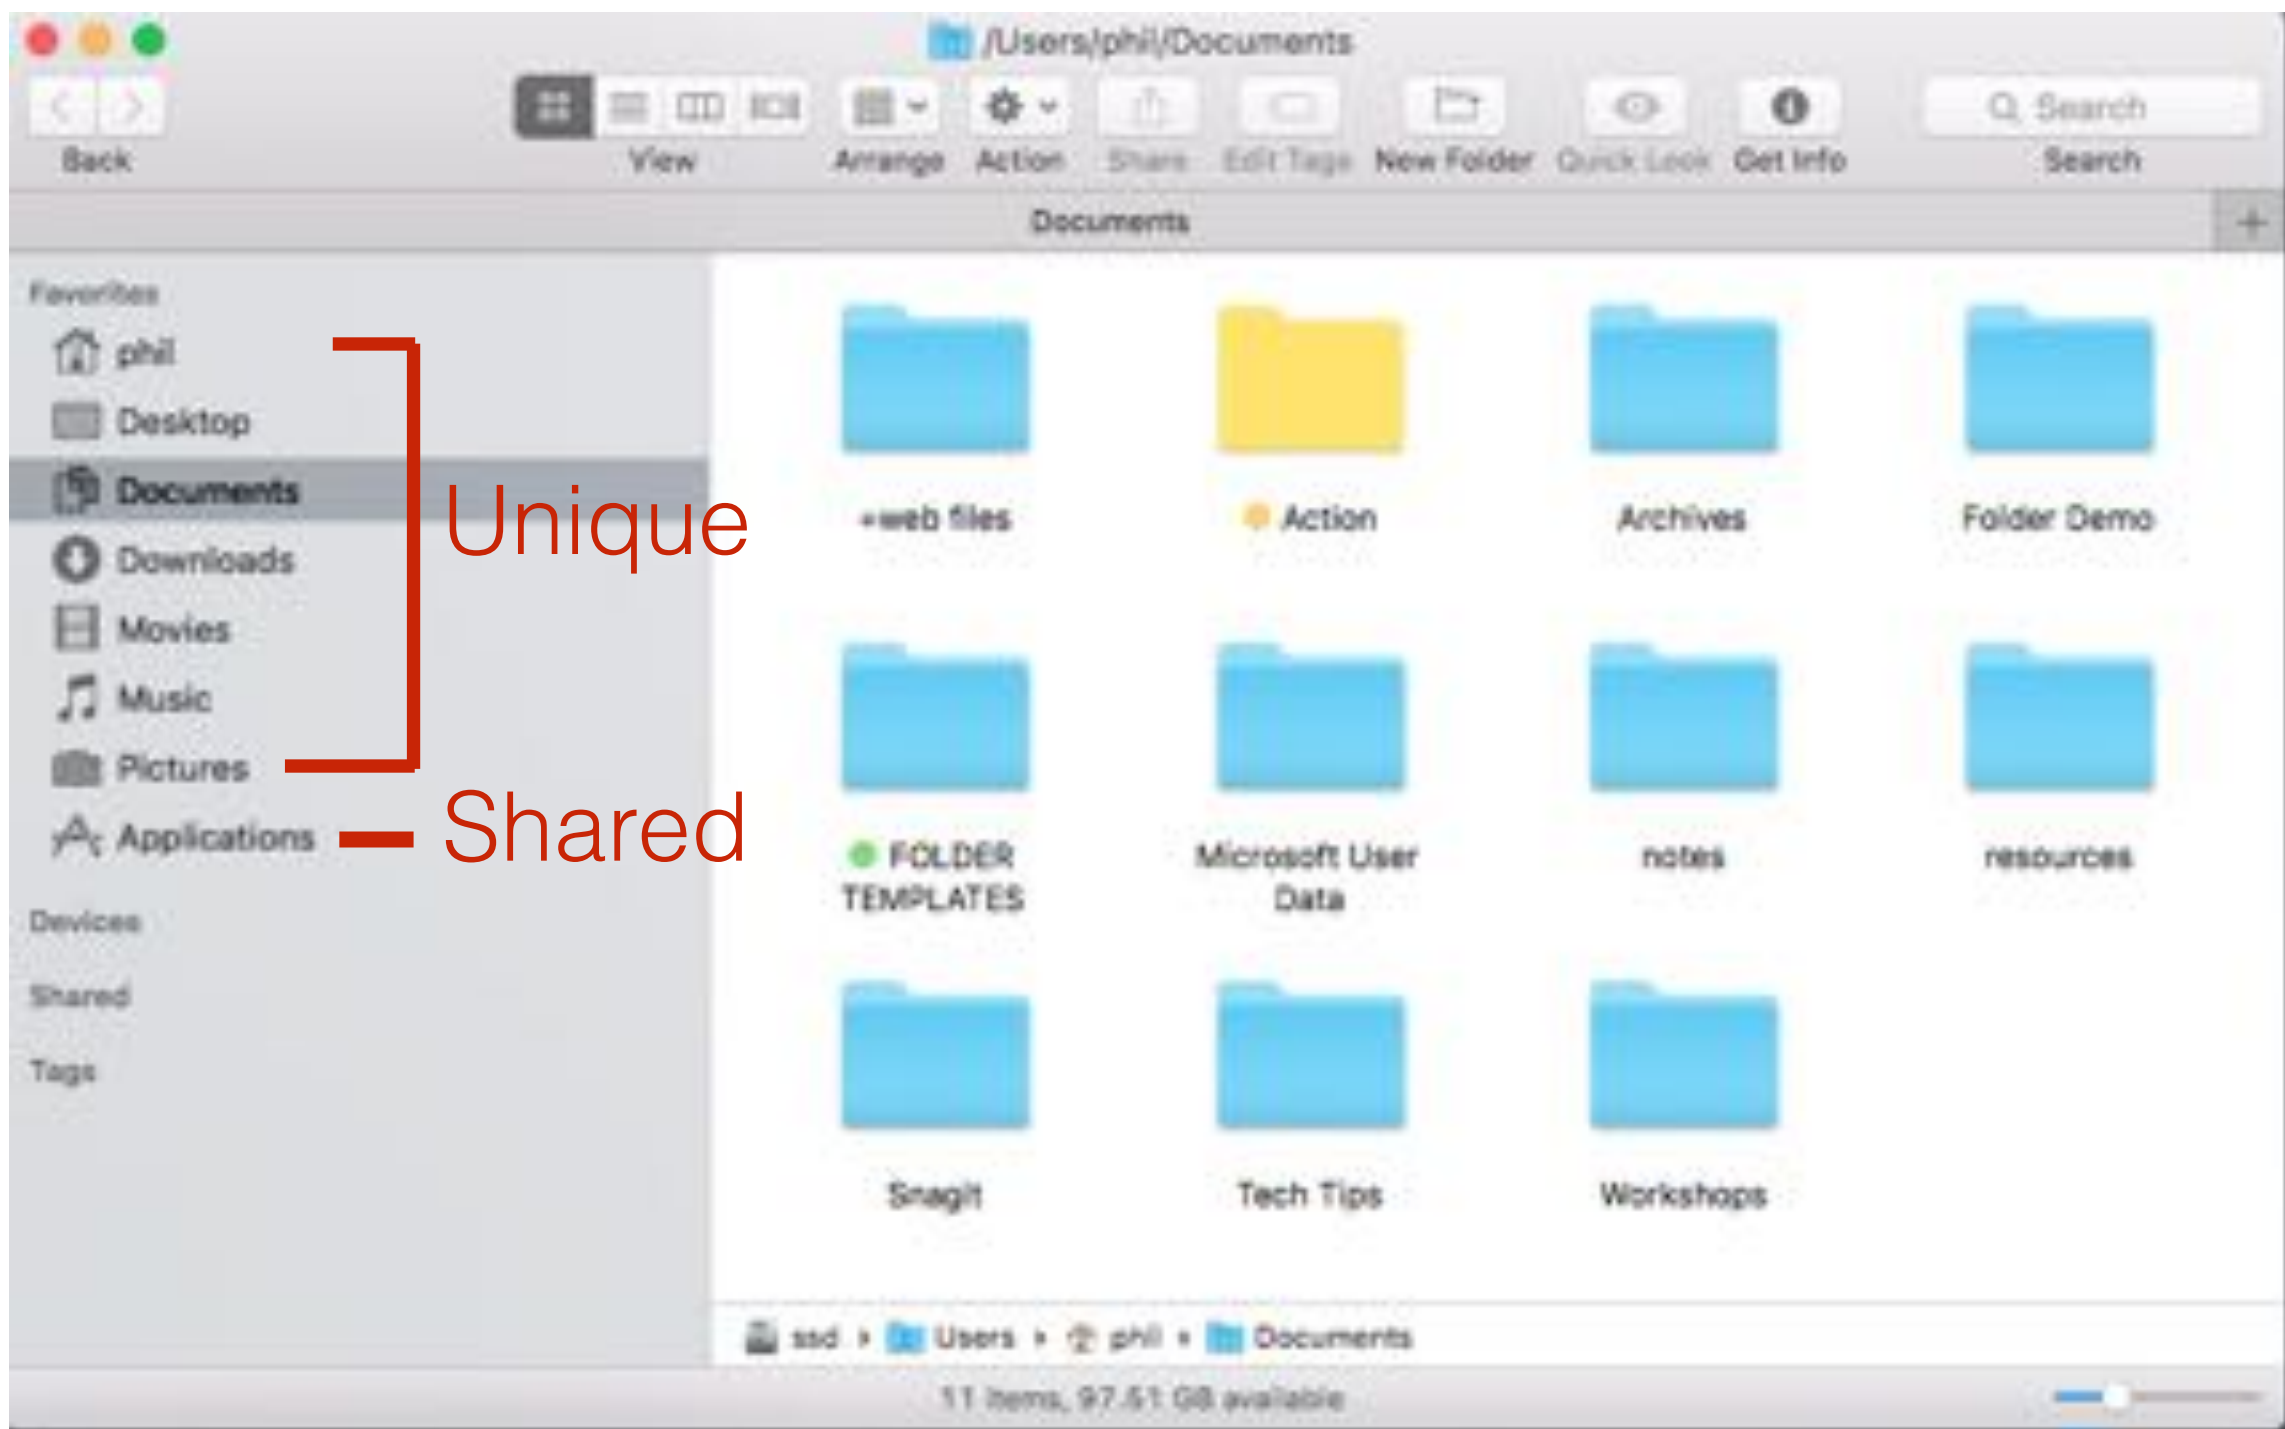 /Users/phil/Documents
Search
Back
View
Arrange
Action
Share
Edit Tags
New Folder
Quick Look
Get Info
Search
Documents
+
Favorites
phil
Desktop
Documents
Downloads
Movies
Music
Pictures
Applications
Devices
Shared
Tags
Unique
Shared
+web files
Action
Archives
Folder Demo
FOLDER
TEMPLATES
Microsoft User
Data
notes
resources
Snagit
Tech Tips
Workshops
ssd
Users
phil
Documents
11 items, 97.51 GB available